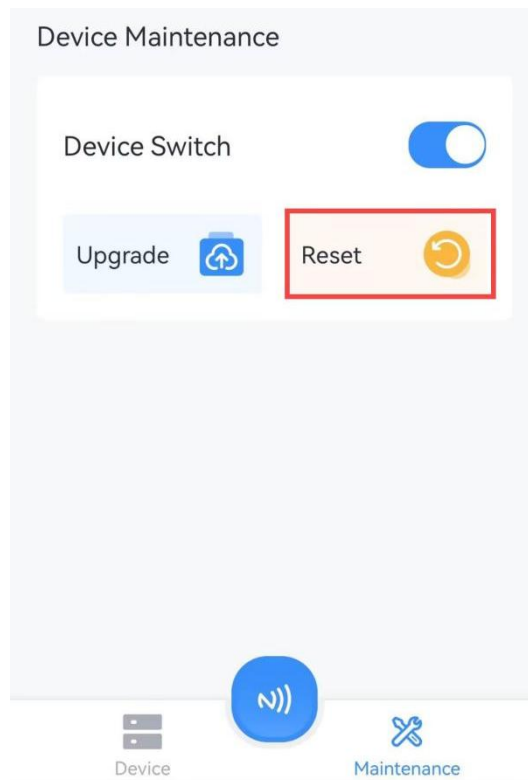 Device Maintenance
Device Switch
Upgrade
Reset
Device
Maintenance